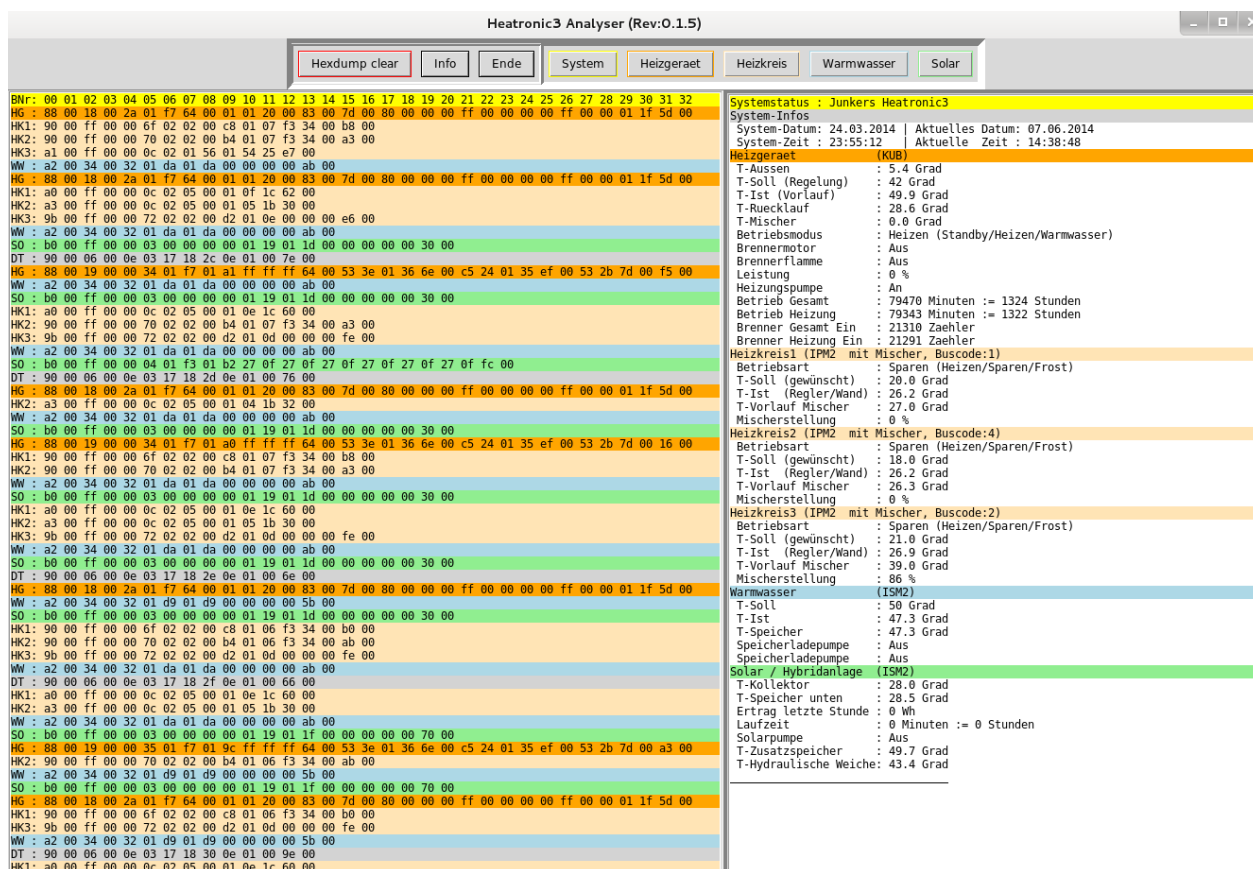 Heatronic3 Analyser (Rev:0.1.5)
Hexdump clear Info Ende System Heizgeraet Heizkreis Warmwasser Solar
BNr: 00 01 02 03 04 05 06 07 08 09 10 11 12 13 14 15 16 17 18 19 20 21 22 23 24 25 26 27 28 29 30 31 32
HG : 88 00 18 00 2a 01 f7 64 00 01 01 20 00 83 00 7d 00 80 00 00 00 ff 00 00 00 00 ff 00 00 01 1f 5d 00
HK1: 90 00 ff 00 00 6f 02 02 00 c8 01 07 f3 34 00 b8 00
HK2: 90 00 ff 00 00 70 02 02 00 b4 01 07 f3 34 00 a3 00
HK3: a1 00 ff 00 00 0c 02 01 56 01 54 25 e7 00
WW : a2 00 34 00 32 01 da 01 da 00 00 00 00 ab 00
HG : 88 00 18 00 2a 01 f7 64 00 01 01 20 00 83 00 7d 00 80 00 00 00 ff 00 00 00 00 ff 00 00 01 1f 5d 00
HK1: a0 00 ff 00 00 0c 02 05 00 01 0f 1c 62 00
HK2: a3 00 ff 00 00 0c 02 05 00 01 05 1b 30 00
HK3: 9b 00 ff 00 00 72 02 02 00 d2 01 0e 00 00 00 e6 00
WW : a2 00 34 00 32 01 da 01 da 00 00 00 00 ab 00
SO : b0 00 ff 00 00 03 00 00 00 00 01 19 01 1d 00 00 00 00 00 30 00
DT : 90 00 06 00 0e 03 17 18 2c 0e 01 00 7e 00
HG : 88 00 19 00 00 34 01 f7 01 a1 ff ff ff 64 00 53 3e 01 36 6e 00 c5 24 01 35 ef 00 53 2b 7d 00 f5 00
WW : a2 00 34 00 32 01 da 01 da 00 00 00 00 ab 00
SO : b0 00 ff 00 00 03 00 00 00 00 01 19 01 1d 00 00 00 00 00 30 00
HK1: a0 00 ff 00 00 0c 02 05 00 01 0e 1c 60 00
HK2: 90 00 ff 00 00 70 02 02 00 b4 01 07 f3 34 00 a3 00
HK3: 9b 00 ff 00 00 72 02 02 00 d2 01 0d 00 00 00 fe 00
WW : a2 00 34 00 32 01 da 01 da 00 00 00 00 ab 00
SO : b0 00 ff 00 00 04 01 f3 01 b2 27 0f 27 0f 27 0f 27 0f 27 0f 27 0f fc 00
DT : 90 00 06 00 0e 03 17 18 2d 0e 01 00 76 00
HG : 88 00 18 00 2a 01 f7 64 00 01 01 20 00 83 00 7d 00 80 00 00 00 ff 00 00 00 00 ff 00 00 01 1f 5d 00
HK2: a3 00 ff 00 00 0c 02 05 00 01 04 1b 32 00
WW : a2 00 34 00 32 01 da 01 da 00 00 00 00 ab 00
SO : b0 00 ff 00 00 03 00 00 00 00 01 19 01 1d 00 00 00 00 00 30 00
HG : 88 00 19 00 00 34 01 f7 01 a0 ff ff ff 64 00 53 3e 01 36 6e 00 c5 24 01 35 ef 00 53 2b 7d 00 16 00
HK1: 90 00 ff 00 00 6f 02 02 00 c8 01 07 f3 34 00 b8 00
HK2: 90 00 ff 00 00 70 02 02 00 b4 01 07 f3 34 00 a3 00
WW : a2 00 34 00 32 01 da 01 da 00 00 00 00 ab 00
SO : b0 00 ff 00 00 03 00 00 00 00 01 19 01 1d 00 00 00 00 00 30 00
HK1: a0 00 ff 00 00 0c 02 05 00 01 0e 1c 60 00
HK2: a3 00 ff 00 00 0c 02 05 00 01 05 1b 30 00
HK3: 9b 00 ff 00 00 72 02 02 00 d2 01 0d 00 00 00 fe 00
WW : a2 00 34 00 32 01 da 01 da 00 00 00 00 ab 00
SO : b0 00 ff 00 00 03 00 00 00 00 01 19 01 1d 00 00 00 00 00 30 00
DT : 90 00 06 00 0e 03 17 18 2e 0e 01 00 6e 00
HG : 88 00 18 00 2a 01 f7 64 00 01 01 20 00 83 00 7d 00 80 00 00 00 ff 00 00 00 00 ff 00 00 01 1f 5d 00
WW : a2 00 34 00 32 01 d9 01 d9 00 00 00 00 5b 00
SO : b0 00 ff 00 00 03 00 00 00 00 01 19 01 1d 00 00 00 00 00 30 00
HK1: 90 00 ff 00 00 6f 02 02 00 c8 01 06 f3 34 00 b0 00
HK2: 90 00 ff 00 00 70 02 02 00 b4 01 06 f3 34 00 ab 00
HK3: 9b 00 ff 00 00 72 02 02 00 d2 01 0d 00 00 00 fe 00
WW : a2 00 34 00 32 01 da 01 da 00 00 00 00 ab 00
DT : 90 00 06 00 0e 03 17 18 2f 0e 01 00 66 00
HK1: a0 00 ff 00 00 0c 02 05 00 01 0e 1c 60 00
HK2: a3 00 ff 00 00 0c 02 05 00 01 05 1b 30 00
WW : a2 00 34 00 32 01 da 01 da 00 00 00 00 ab 00
SO : b0 00 ff 00 00 03 00 00 00 00 01 19 01 1f 00 00 00 00 00 70 00
HG : 88 00 19 00 00 35 01 f7 01 9c ff ff ff 64 00 53 3e 01 36 6e 00 c5 24 01 35 ef 00 53 2b 7d 00 a3 00
HK2: 90 00 ff 00 00 70 02 02 00 b4 01 06 f3 34 00 ab 00
WW : a2 00 34 00 32 01 d9 01 d9 00 00 00 00 5b 00
SO : b0 00 ff 00 00 03 00 00 00 00 01 19 01 1f 00 00 00 00 00 70 00
HG : 88 00 18 00 2a 01 f7 64 00 01 01 20 00 83 00 7d 00 80 00 00 00 ff 00 00 00 00 ff 00 00 01 1f 5d 00
HK1: 90 00 ff 00 00 6f 02 02 00 c8 01 06 f3 34 00 b0 00
HK3: 9b 00 ff 00 00 72 02 02 00 d2 01 0d 00 00 00 fe 00
WW : a2 00 34 00 32 01 d9 01 d9 00 00 00 00 5b 00
DT : 90 00 06 00 0e 03 17 18 30 0e 01 00 9e 00
HK1: a0 00 ff 00 00 0c 02 05 00 01 0e 1c 60 00
Systemstatus : Junkers Heatronic3
System-Infos
System-Datum: 24.03.2014 | Aktuelles Datum: 07.06.2014
System-Zeit : 23:55:12 | Aktuelle Zeit : 14:38:48
Heizgeraet (KUB)
T-Aussen : 5.4 Grad
T-Soll (Regelung) : 42 Grad
T-Ist (Vorlauf) : 49.9 Grad
T-Ruecklauf : 28.6 Grad
T-Mischer : 0.0 Grad
Betriebsmodus : Heizen (Standby/Heizen/Warmwasser)
Brennermotor : Aus
Brennerflamme : Aus
Leistung : 0 %
Heizungspumpe : An
Betrieb Gesamt : 79470 Minuten := 1324 Stunden
Betrieb Heizung : 79343 Minuten := 1322 Stunden
Brenner Gesamt Ein : 21310 Zaehler
Brenner Heizung Ein : 21291 Zaehler
Heizkreis1 (IPM2 mit Mischer, Buscode:1)
Betriebsart : Sparen (Heizen/Sparen/Frost)
T-Soll (gewünscht) : 20.0 Grad
T-Ist (Regler/Wand) : 26.2 Grad
T-Vorlauf Mischer : 27.0 Grad
Mischerstellung : 0 %
Heizkreis2 (IPM2 mit Mischer, Buscode:4)
Betriebsart : Sparen (Heizen/Sparen/Frost)
T-Soll (gewünscht) : 18.0 Grad
T-Ist (Regler/Wand) : 26.2 Grad
T-Vorlauf Mischer : 26.3 Grad
Mischerstellung : 0 %
Heizkreis3 (IPM2 mit Mischer, Buscode:2)
Betriebsart : Sparen (Heizen/Sparen/Frost)
T-Soll (gewünscht) : 21.0 Grad
T-Ist (Regler/Wand) : 26.9 Grad
T-Vorlauf Mischer : 39.0 Grad
Mischerstellung : 86 %
Warmwasser (ISM2)
T-Soll : 50 Grad
T-Ist : 47.3 Grad
T-Speicher : 47.3 Grad
Speicherladepumpe : Aus
Speicherladepumpe : Aus
Solar / Hybridanlage (ISM2)
T-Kollektor : 28.0 Grad
T-Speicher unten : 28.5 Grad
Ertrag letzte Stunde : 0 Wh
Laufzeit : 0 Minuten := 0 Stunden
Solarpumpe : Aus
T-Zusatzspeicher : 49.7 Grad
T-Hydraulische Weiche: 43.4 Grad